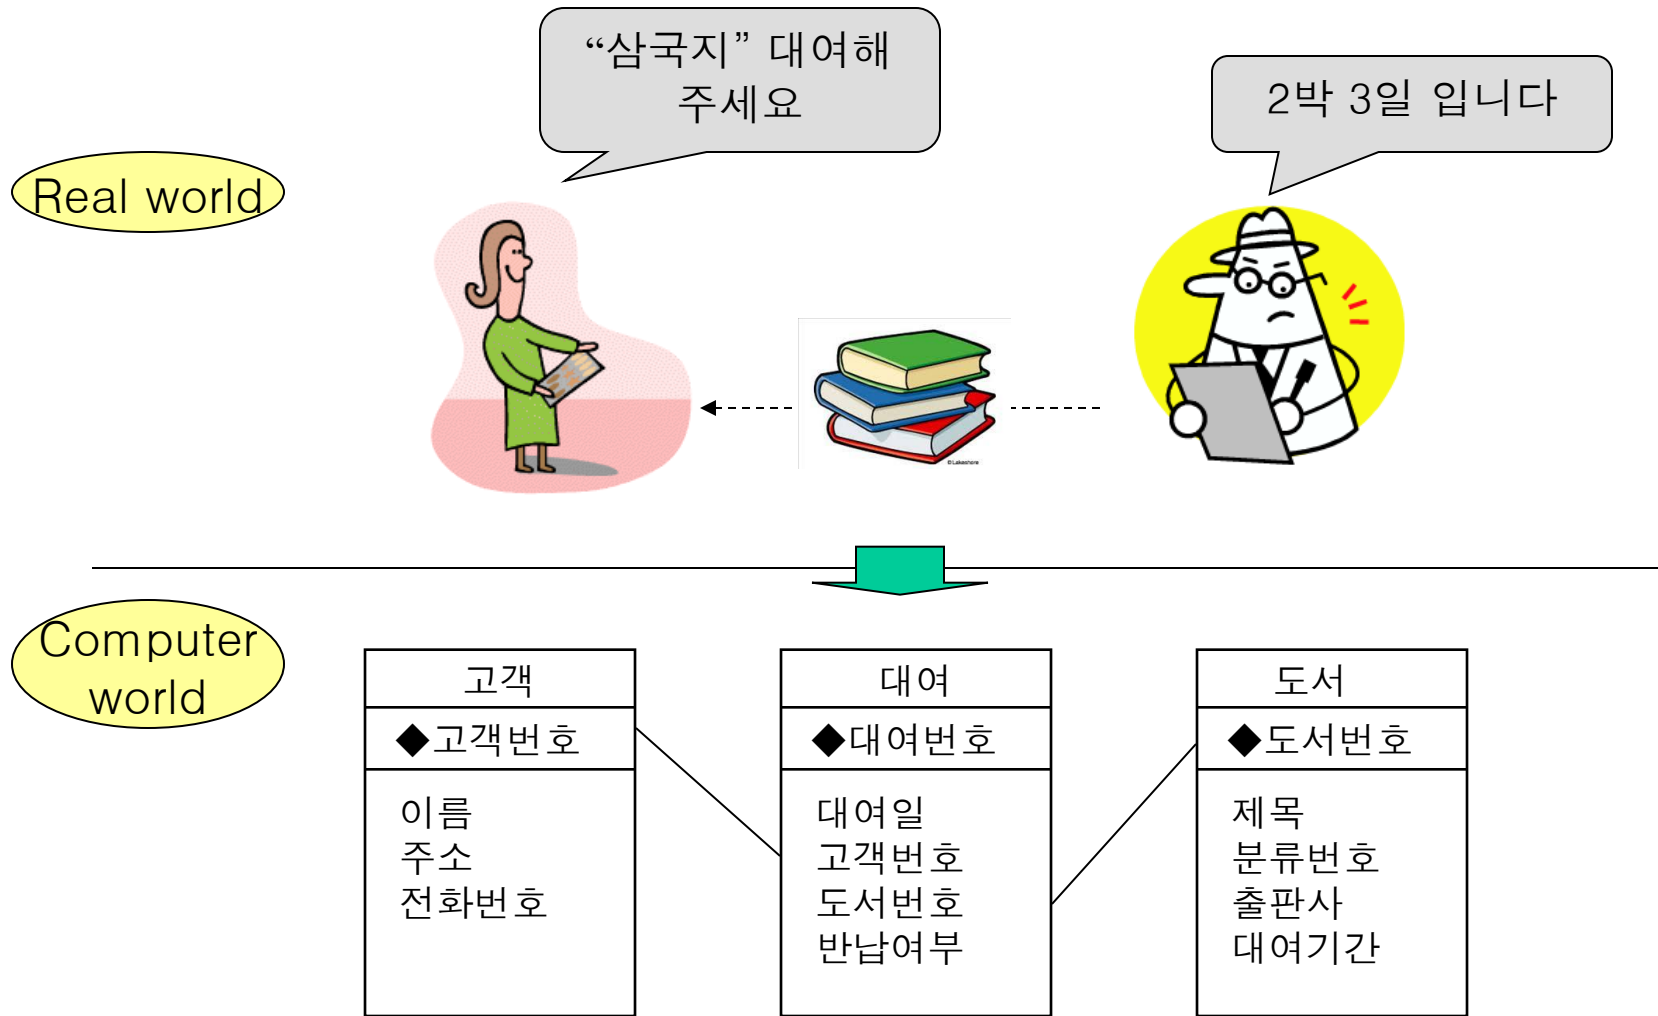 “삼국지” 대여해
주세요
2박 3일 입니다
Real world
©Lakeshore
Computer
world
고객
◆고객번호
이름
주소
전화번호
대여
◆대여번호
대여일
고객번호
도서번호
반납여부
도서
◆도서번호
제목
분류번호
출판사
대여기간